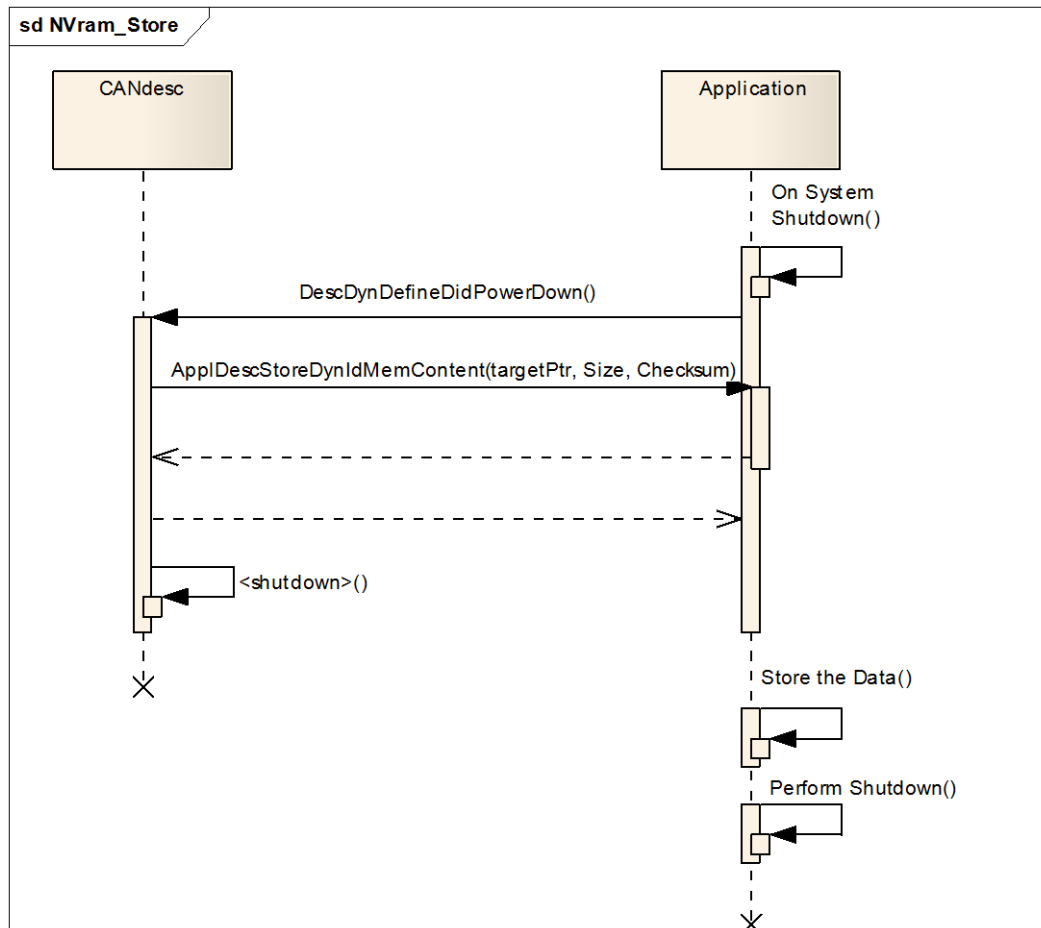 sd NVram_Store
CANdesc
Application
On System
Shutdown()
DescDynDefineDidPowerDown()
ApplDescStoreDynIdMemContent(targetPtr, Size, Checksum)
<shutdown>()
Store the Data()
Perform Shutdown()